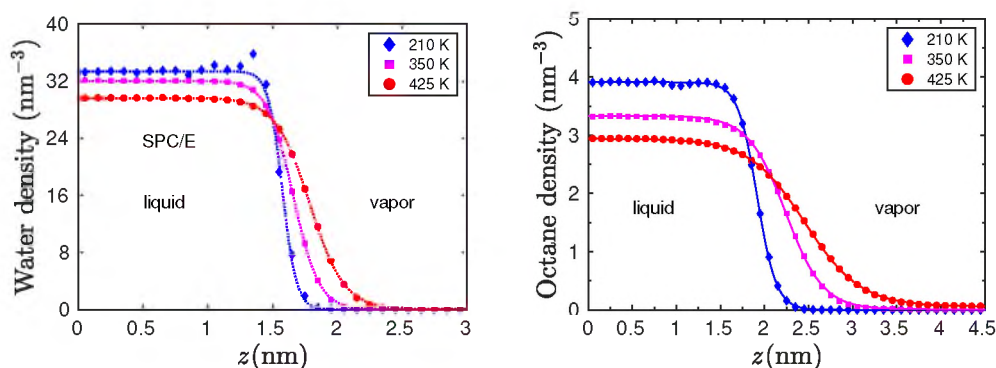 40
32
24
16
8
0
Water density (nm−3)
210 K
350 K
425 K
SPC/E
liquid
vapor
0
0.5
1
1.5
2
2.5
3
z(nm)
5
4
3
2
1
0
Octane density (nm−3)
210 K
350 K
425 K
liquid
vapor
0
0.5
1
1.5
2
2.5
3
3.5
4
4.5
z(nm)